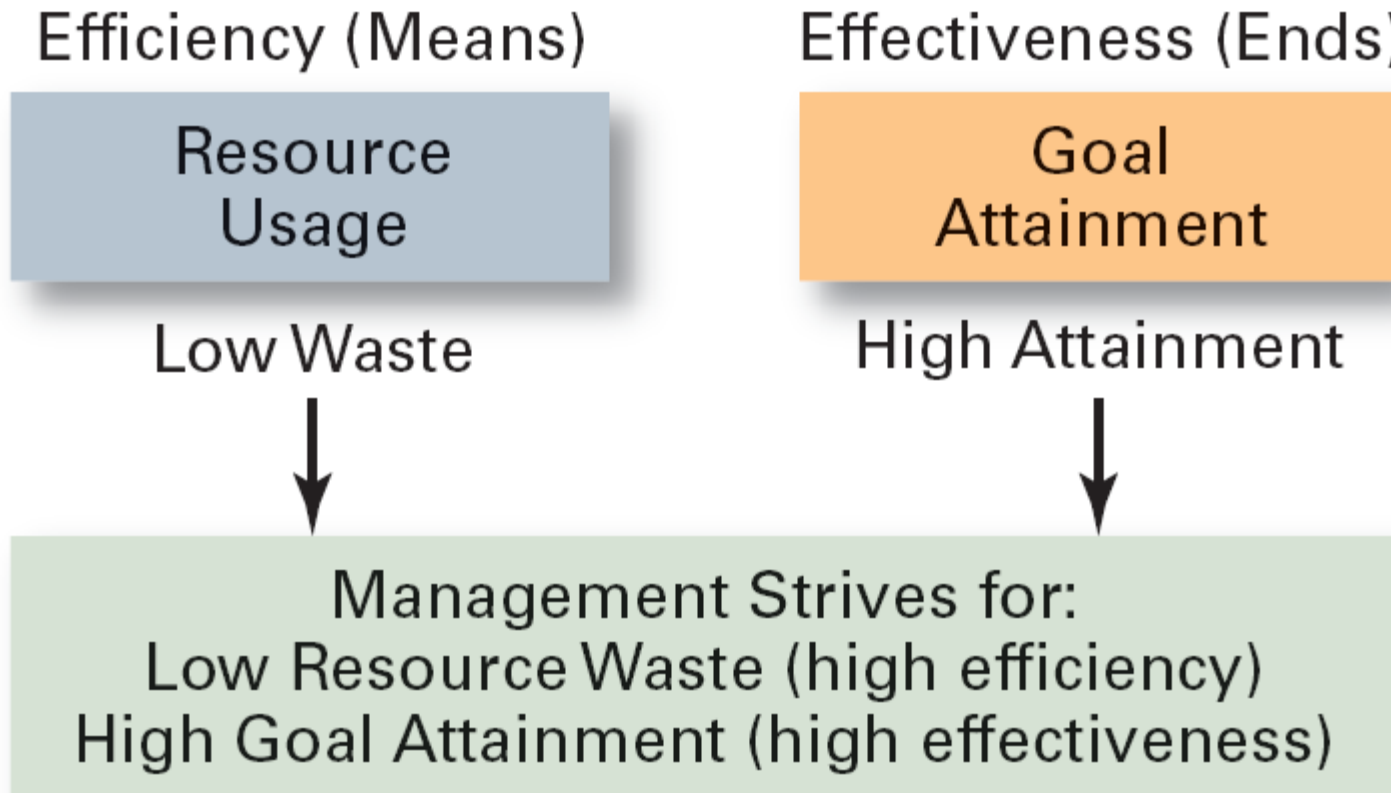 Efficiency (Means)
Effectiveness (Ends)
Resource
Usage
Goal
Attainment
Low Waste
High Attainment
Management Strives for:
Low Resource Waste (high efficiency)
High Goal Attainment (high effectiveness)